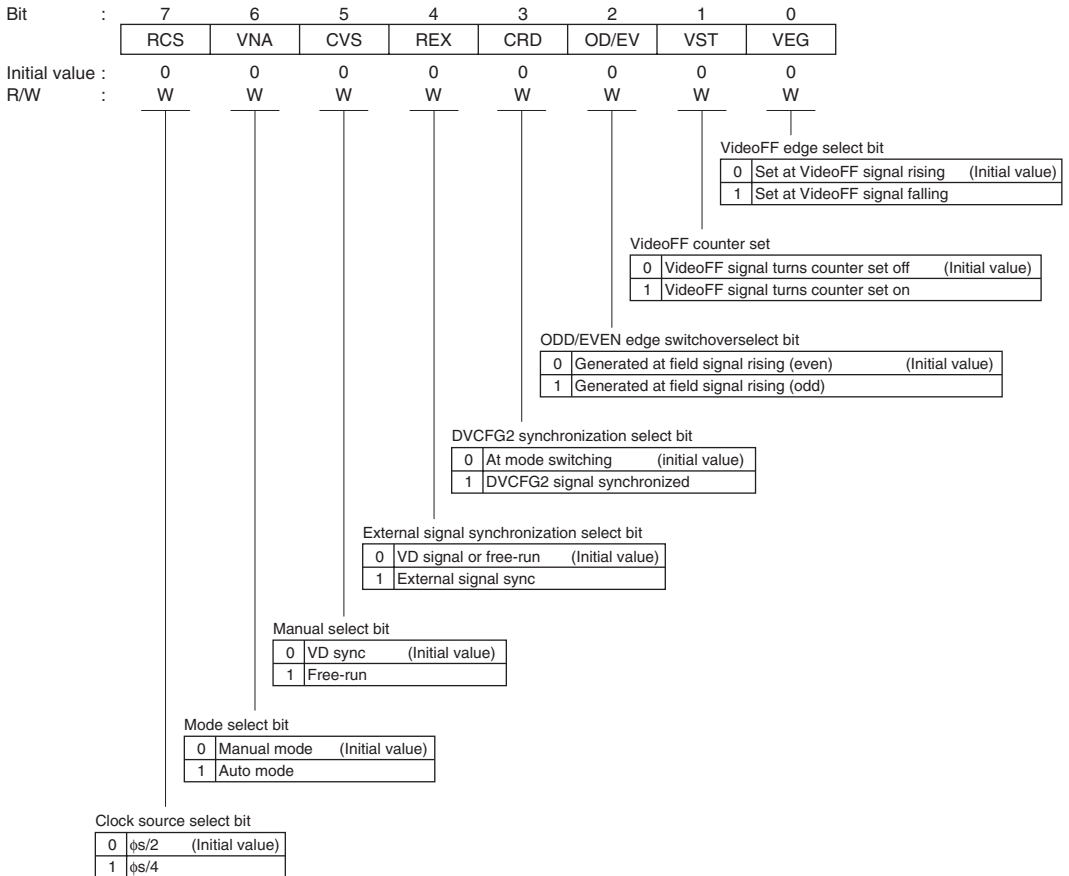 Bit : 7 6 5 4 3 2 1 0
RCS VNA CVS REX CRD OD/EV VST VEG
Initial value : 0 0 0 0 0 0 0 0
R/W : W W W W W W W W
VideoFF edge select bit
0 Set at VideoFF signal rising (Initial value)
1 Set at VideoFF signal falling
VideoFF counter set
0 VideoFF signal turns counter set off (Initial value)
1 VideoFF signal turns counter set on
ODD/EVEN edge switchoverselect bit
0 Generated at field signal rising (even) (Initial value)
1 Generated at field signal rising (odd)
DVCFG2 synchronization select bit
0 At mode switching (initial value)
1 DVCFG2 signal synchronized
External signal synchronization select bit
0 VD signal or free-run (Initial value)
1 External signal sync
Manual select bit
0 VD sync (Initial value)
1 Free-run
Mode select bit
0 Manual mode (Initial value)
1 Auto mode
Clock source select bit
0 ϕs/2 (Initial value)
1 ϕs/4